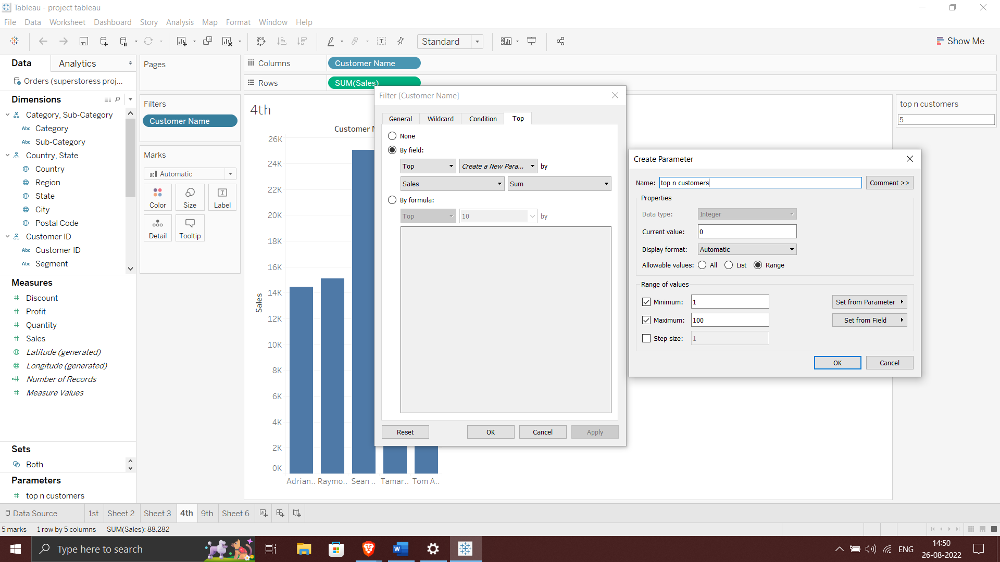 Tableau - project tableau
File Data Worksheet Dashboard Story Analysis Map Format Window Help
Standard
Show Me
Data
Analytics
Orders (superstoress proj...
Dimensions
Category, Sub-Category
Abc Category
Abc Sub-Category
Country, State
Country
Region
State
City
Postal Code
Customer ID
Abc Customer ID
Abc Segment
Measures
# Discount
# Profit
# Quantity
# Sales
Latitude (generated)
Longitude (generated)
=# Number of Records
# Measure Values
Sets
Both
Parameters
# top n customers
Pages
Filters
Customer Name
Marks
Automatic
Color
Size
Label
Detail
Tooltip
Columns
Customer Name
Rows
SUM(Sales)
4th
Customer N
26K
24K
22K
20K
18K
16K
14K
12K
10K
8K
6K
4K
2K
0K
Sales
Adrian.. Raymo.. Sean .. Tamar.. Tom A..
Filter [Customer Name]
General
Wildcard
Condition
Top
None
By field:
Top
Create a New Para...
by
Sales
Sum
By formula:
Top
10
by
Reset
OK
Cancel
Apply
top n customers
5
Create Parameter
Name:
top n customers
Comment >>
Properties
Data type:
Integer
Current value:
0
Display format:
Automatic
Allowable values:
All
List
Range
Range of values
Minimum:
1
Set from Parameter
Maximum:
100
Set from Field
Step size:
1
OK
Cancel
Data Source
1st
Sheet 2
Sheet 3
4th
9th
Sheet 6
5 marks
1 row by 5 columns
SUM(Sales): 88,282
Type here to search
ENG
14:50
26-08-2022